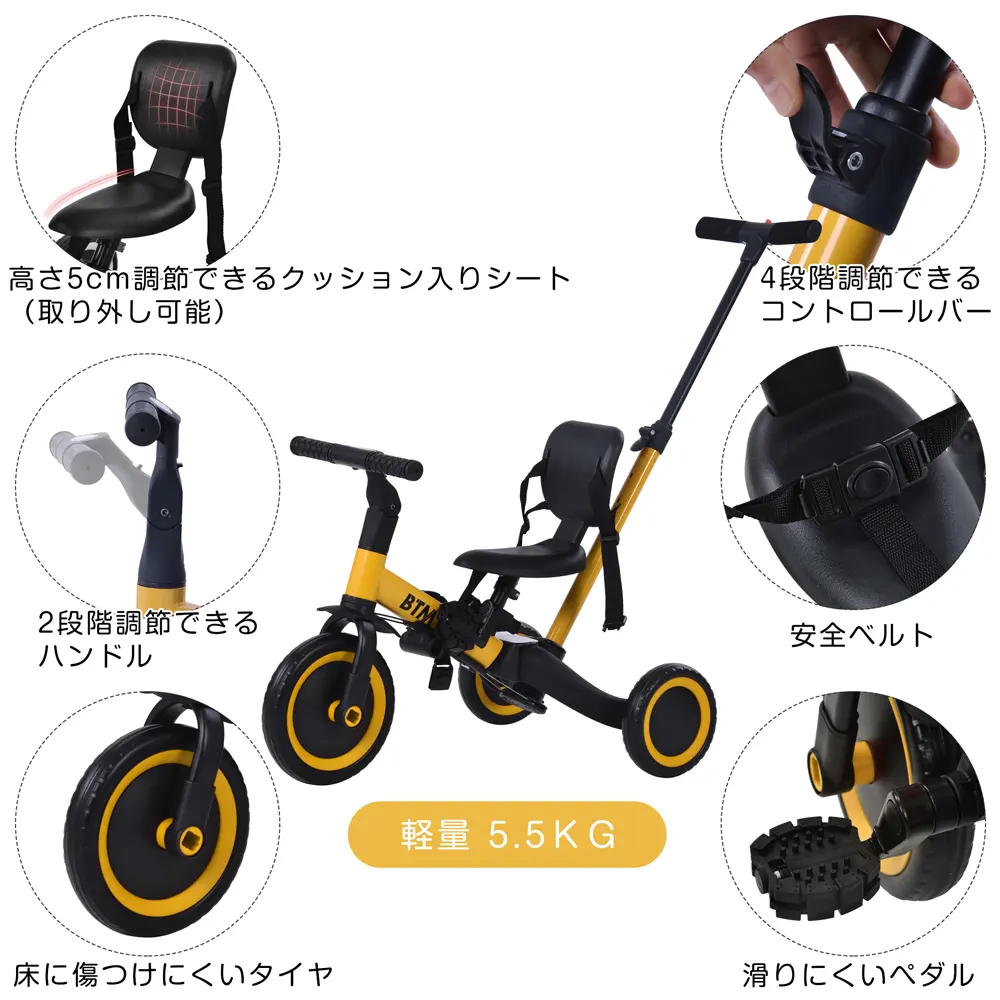 高さ5cm調節できるクッション入りシート
（取り外し可能）
4段階調節できる
コントロールバー
2段階調節できる
ハンドル
安全ベルト
BTM
軽量 5.5KG
床に傷つけにくいタイヤ
滑りにくいペダル